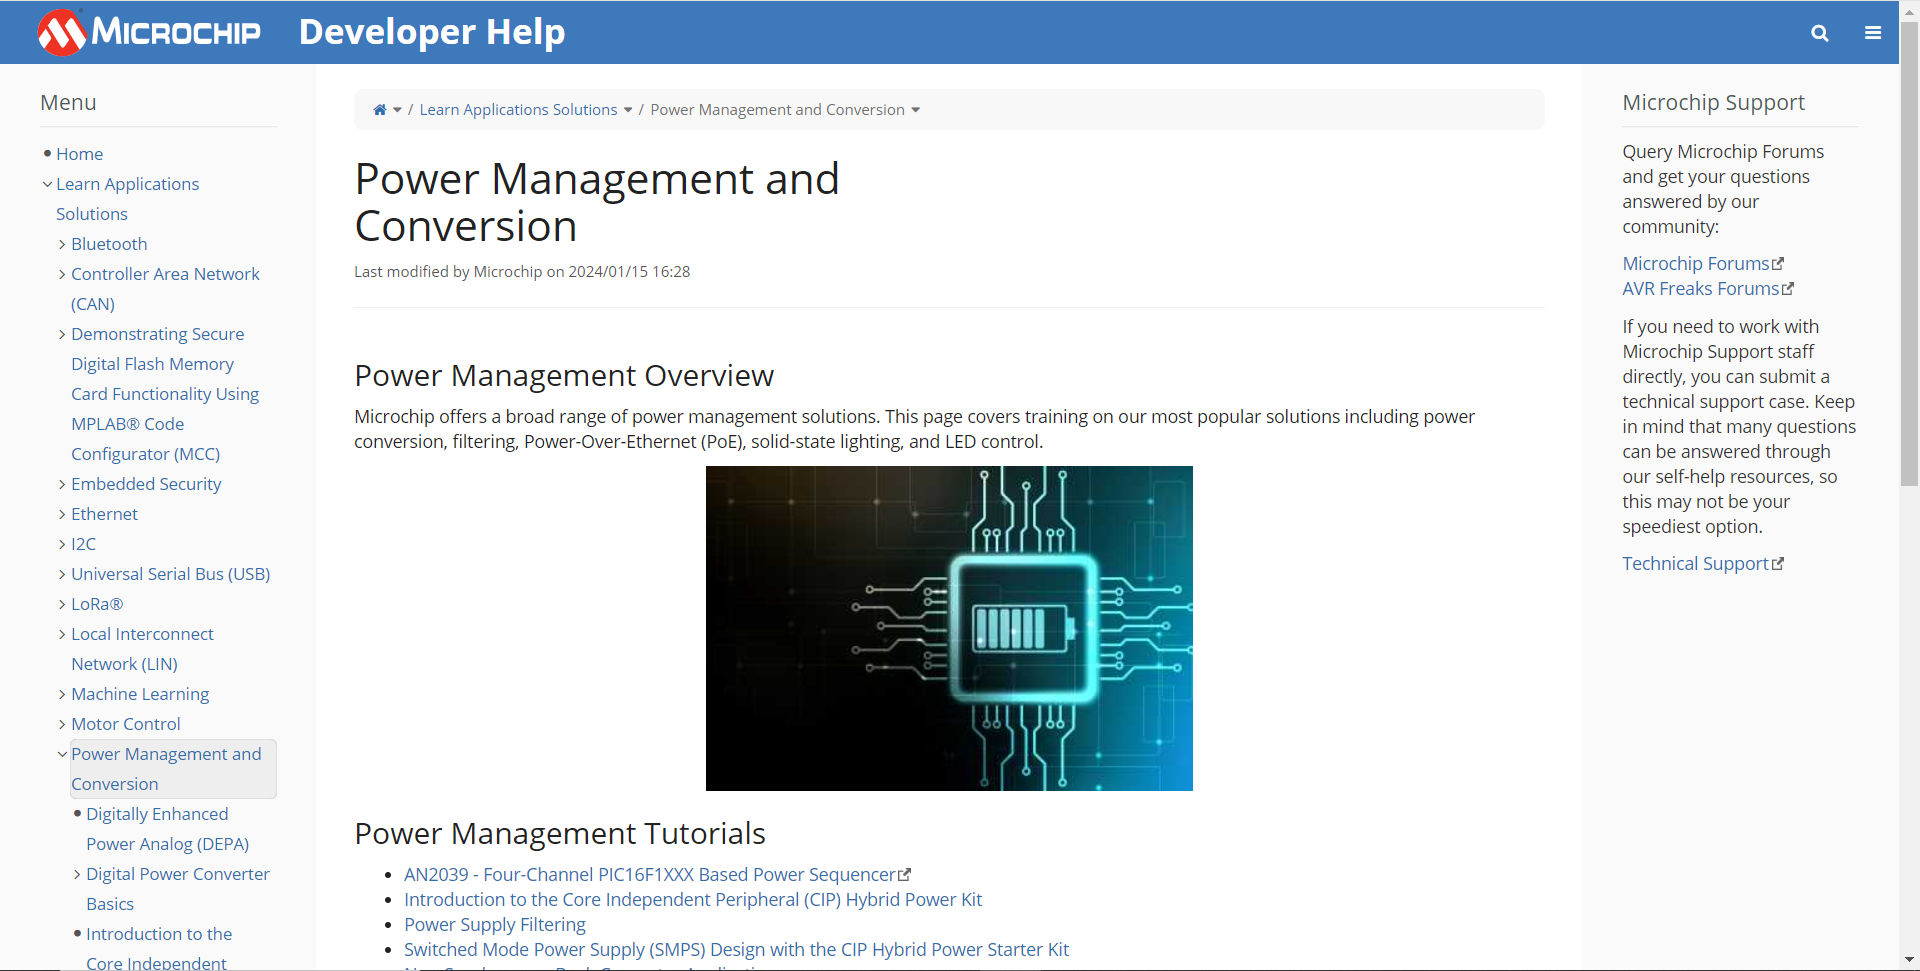 MICROCHIP Developer Help
Menu
Home
Learn Applications
Solutions
Bluetooth
Controller Area Network
(CAN)
Demonstrating Secure
Digital Flash Memory
Card Functionality Using
MPLAB® Code
Configurator (MCC)
Embedded Security
Ethernet
I2C
Universal Serial Bus (USB)
LoRa®
Local Interconnect
Network (LIN)
Machine Learning
Motor Control
Power Management and
Conversion
Digitally Enhanced
Power Analog (DEPA)
Digital Power Converter
Basics
Introduction to the
Core Independent
/ Learn Applications Solutions / Power Management and Conversion
Power Management and
Conversion
Last modified by Microchip on 2024/01/15 16:28
Power Management Overview
Microchip offers a broad range of power management solutions. This page covers training on our most popular solutions including power
conversion, filtering, Power-Over-Ethernet (PoE), solid-state lighting, and LED control.
Power Management Tutorials
AN2039 - Four-Channel PIC16F1XXX Based Power Sequencer
Introduction to the Core Independent Peripheral (CIP) Hybrid Power Kit
Power Supply Filtering
Switched Mode Power Supply (SMPS) Design with the CIP Hybrid Power Starter Kit
Microchip Support
Query Microchip Forums
and get your questions
answered by our
community:
Microchip Forums
AVR Freaks Forums
If you need to work with
Microchip Support staff
directly, you can submit a
technical support case. Keep
in mind that many questions
can be answered through
our self-help resources, so
this may not be your
speediest option.
Technical Support